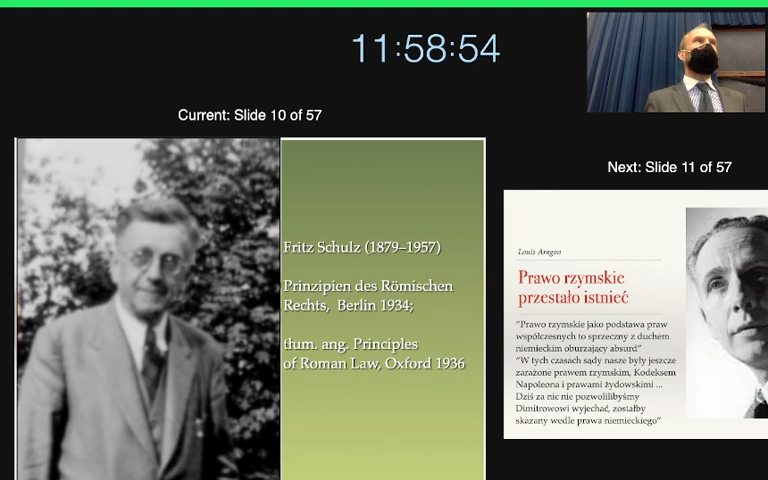 11:58:54
Current: Slide 10 of 57
Fritz Schulz (1879–1957)
Prinzipien des Römischen
Rechts, Berlin 1934;
tłum. ang. Principles
of Roman Law, Oxford 1936
Next: Slide 11 of 57
Louis Aragon
Prawo rzymskie
przestało istnieć
“Prawo rzymskie jako podstawa praw
współczesnych to sprzeczny z duchem
niemieckim oburzający absurd”
“W tych czasach sądy nasze były jeszcze
zarażone prawem rzymskim, Kodeksem
Napoleona i prawami żydowskimi ...
Dziś za nic nie pozwolilibyśmy
Dimitrowowi wyjechać, zostałby
skazany wedle prawa niemieckiego“